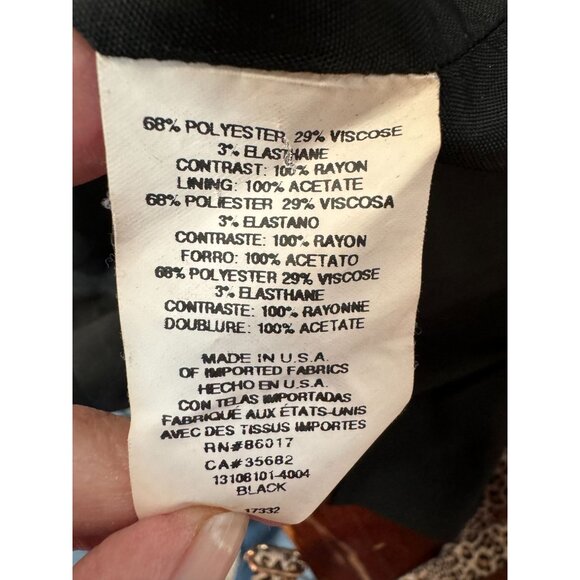 68% POLYESTER 29% VISCOSE
3% ELASTHANE
CONTRAST: 100% RAYON
LINING: 100% ACETATE
68% POLIESTER 29% VISCOSA
3% ELASTANO
CONTRASTE: 100% RAYON
FORRO: 100% ACETATO
68% POLYESTER 29% VISCOSE
3% ELASTHANE
CONTRASTE: 100% RAYONNE
DOUBLURE: 100% ACETATE
MADE IN U.S.A.
OF IMPORTED FABRICS
HECHO EN U.S.A.
CON TELAS IMPORTADAS
FABRIQUÉ AUX ÉTATS-UNIS
AVEC DES TISSUS IMPORTES
RN#86017
CA#35682
13108101-4004
BLACK
17332